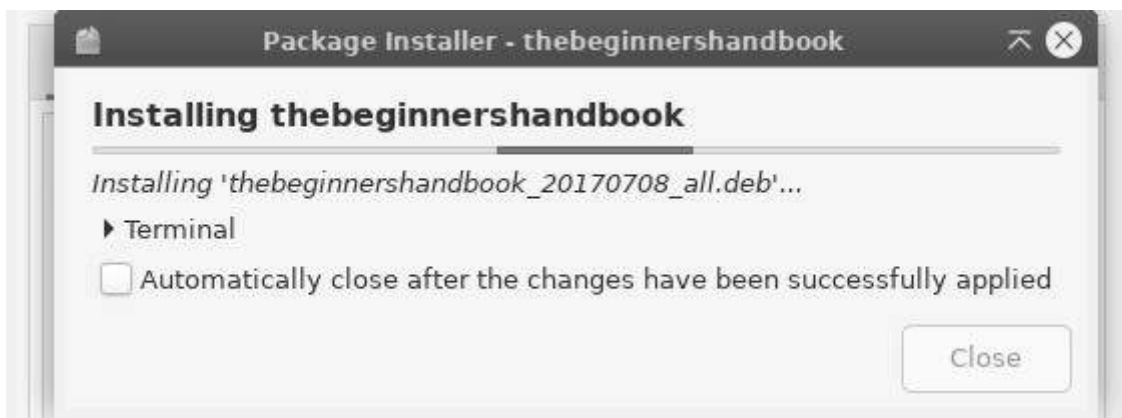 Package Installer - thebeginnershandbook
Installing thebeginnershandbook
Installing 'thebeginnershandbook_20170708_all.deb'...
Terminal
Automatically close after the changes have been successfully applied
Close